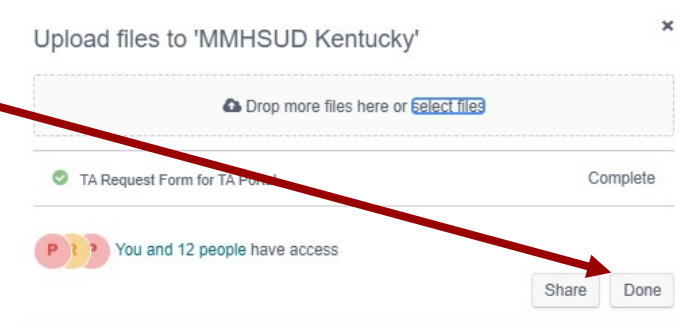 Upload files to 'MMHSUD Kentucky'
×
Drop more files here or select files
TA Request Form for TA Complete
P R P You and 12 people have access
Share Done